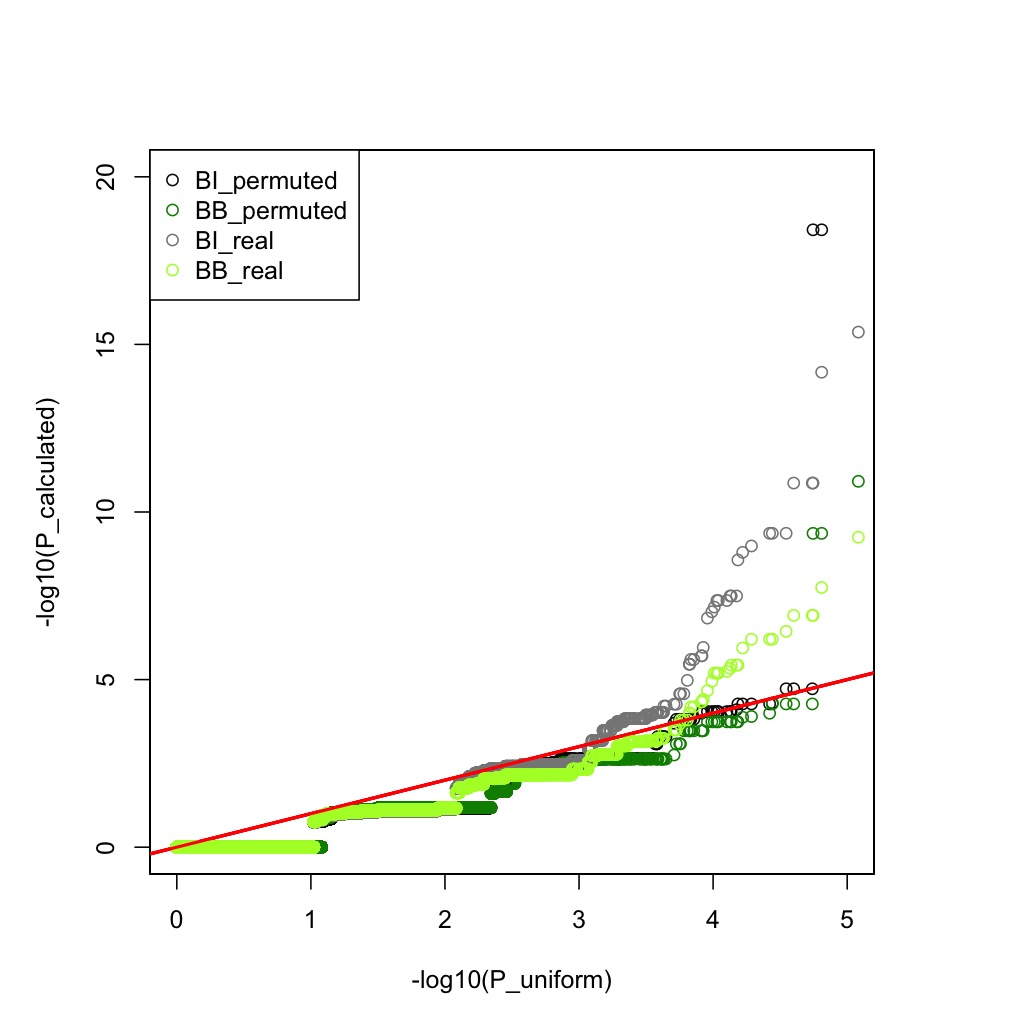 BI_permuted
BB_permuted
BI_real
BB_real
20
15
10
5
0
-log10(P_calculated)
0 1 2 3 4 5
-log10(P_uniform)